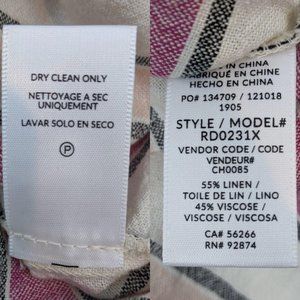 DRY CLEAN ONLY
NETTOYAGE A SEC
UNIQUEMENT
LAVAR SOLO EN SECO
P
IN CHINA
FABRIQUÉ EN CHINE
HECHO EN CHINA
PO# 134709 / 121018
1905
STYLE / MODEL#
RD0231X
VENDOR CODE / CODE
VENDEUR#
CH0085
55% LINEN /
TOILE DE LIN / LINO
45% VISCOSE /
VISCOSE / VISCOSA
CA# 56266
RN# 92874